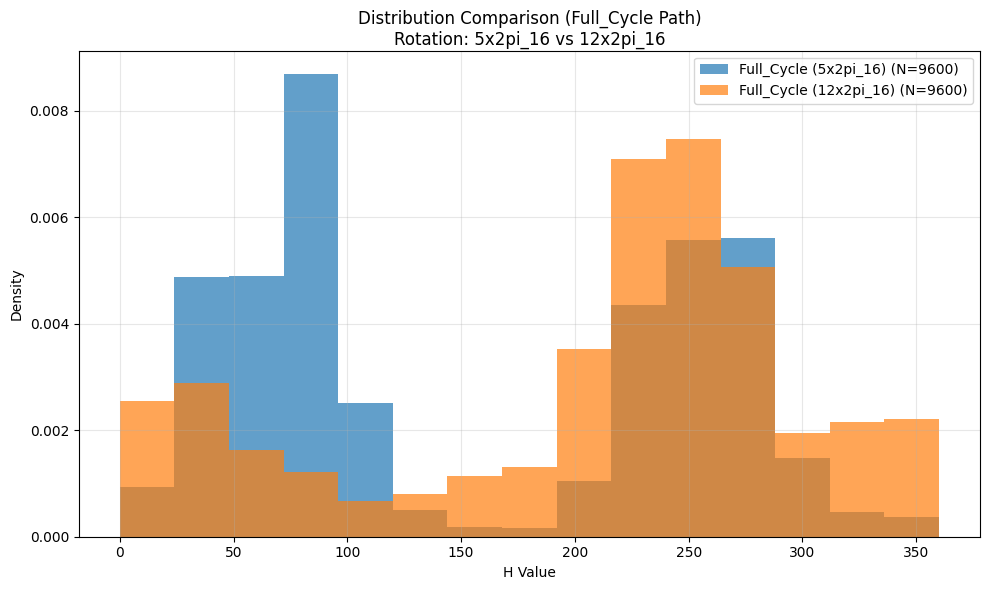 Distribution Comparison (Full_Cycle Path)
Rotation: 5x2pi_16 vs 12x2pi_16
Full_Cycle (5x2pi_16) (N=9600)
Full_Cycle (12x2pi_16) (N=9600)
Density
0.008
0.006
0.004
0.002
0.000
0 50 100 150 200 250 300 350
H Value